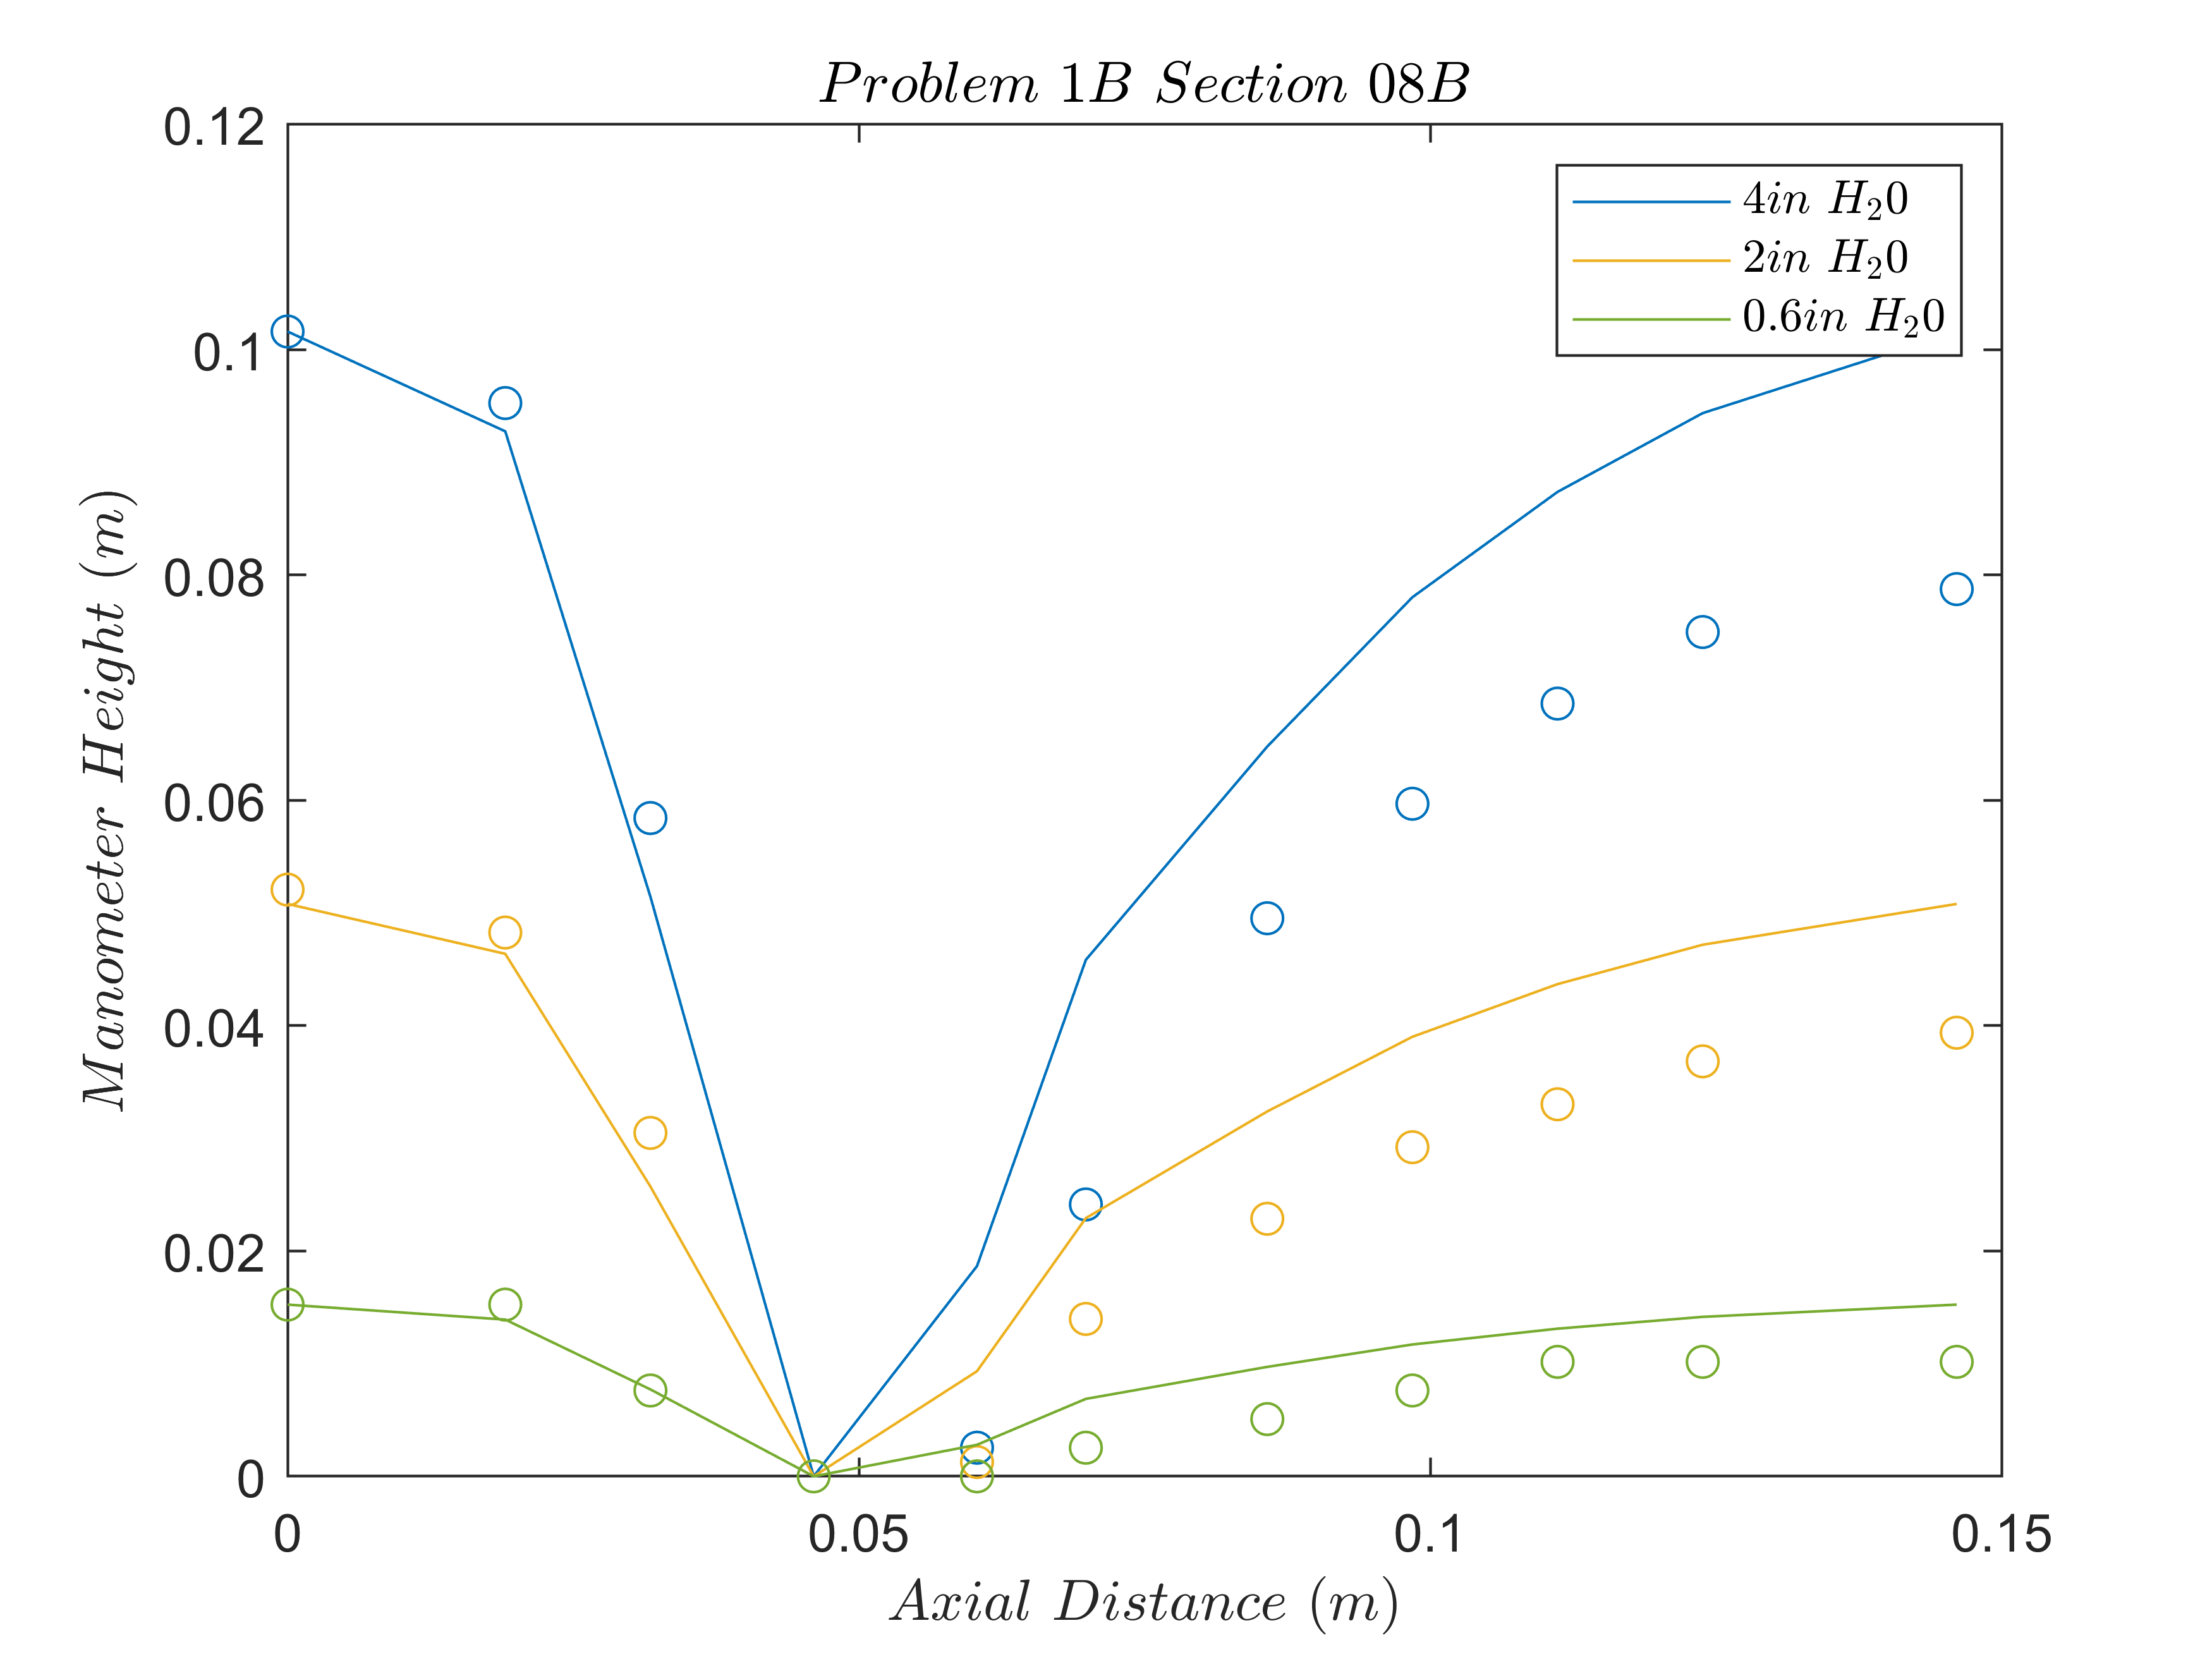 Problem 1B Section 08B
0.12
0.1
0.08
0.06
0.04
0.02
0
Manometer Height (m)
4in H₂0
2in H₂0
0.6in H₂0
0 0.05 0.1 0.15
Axial Distance (m)